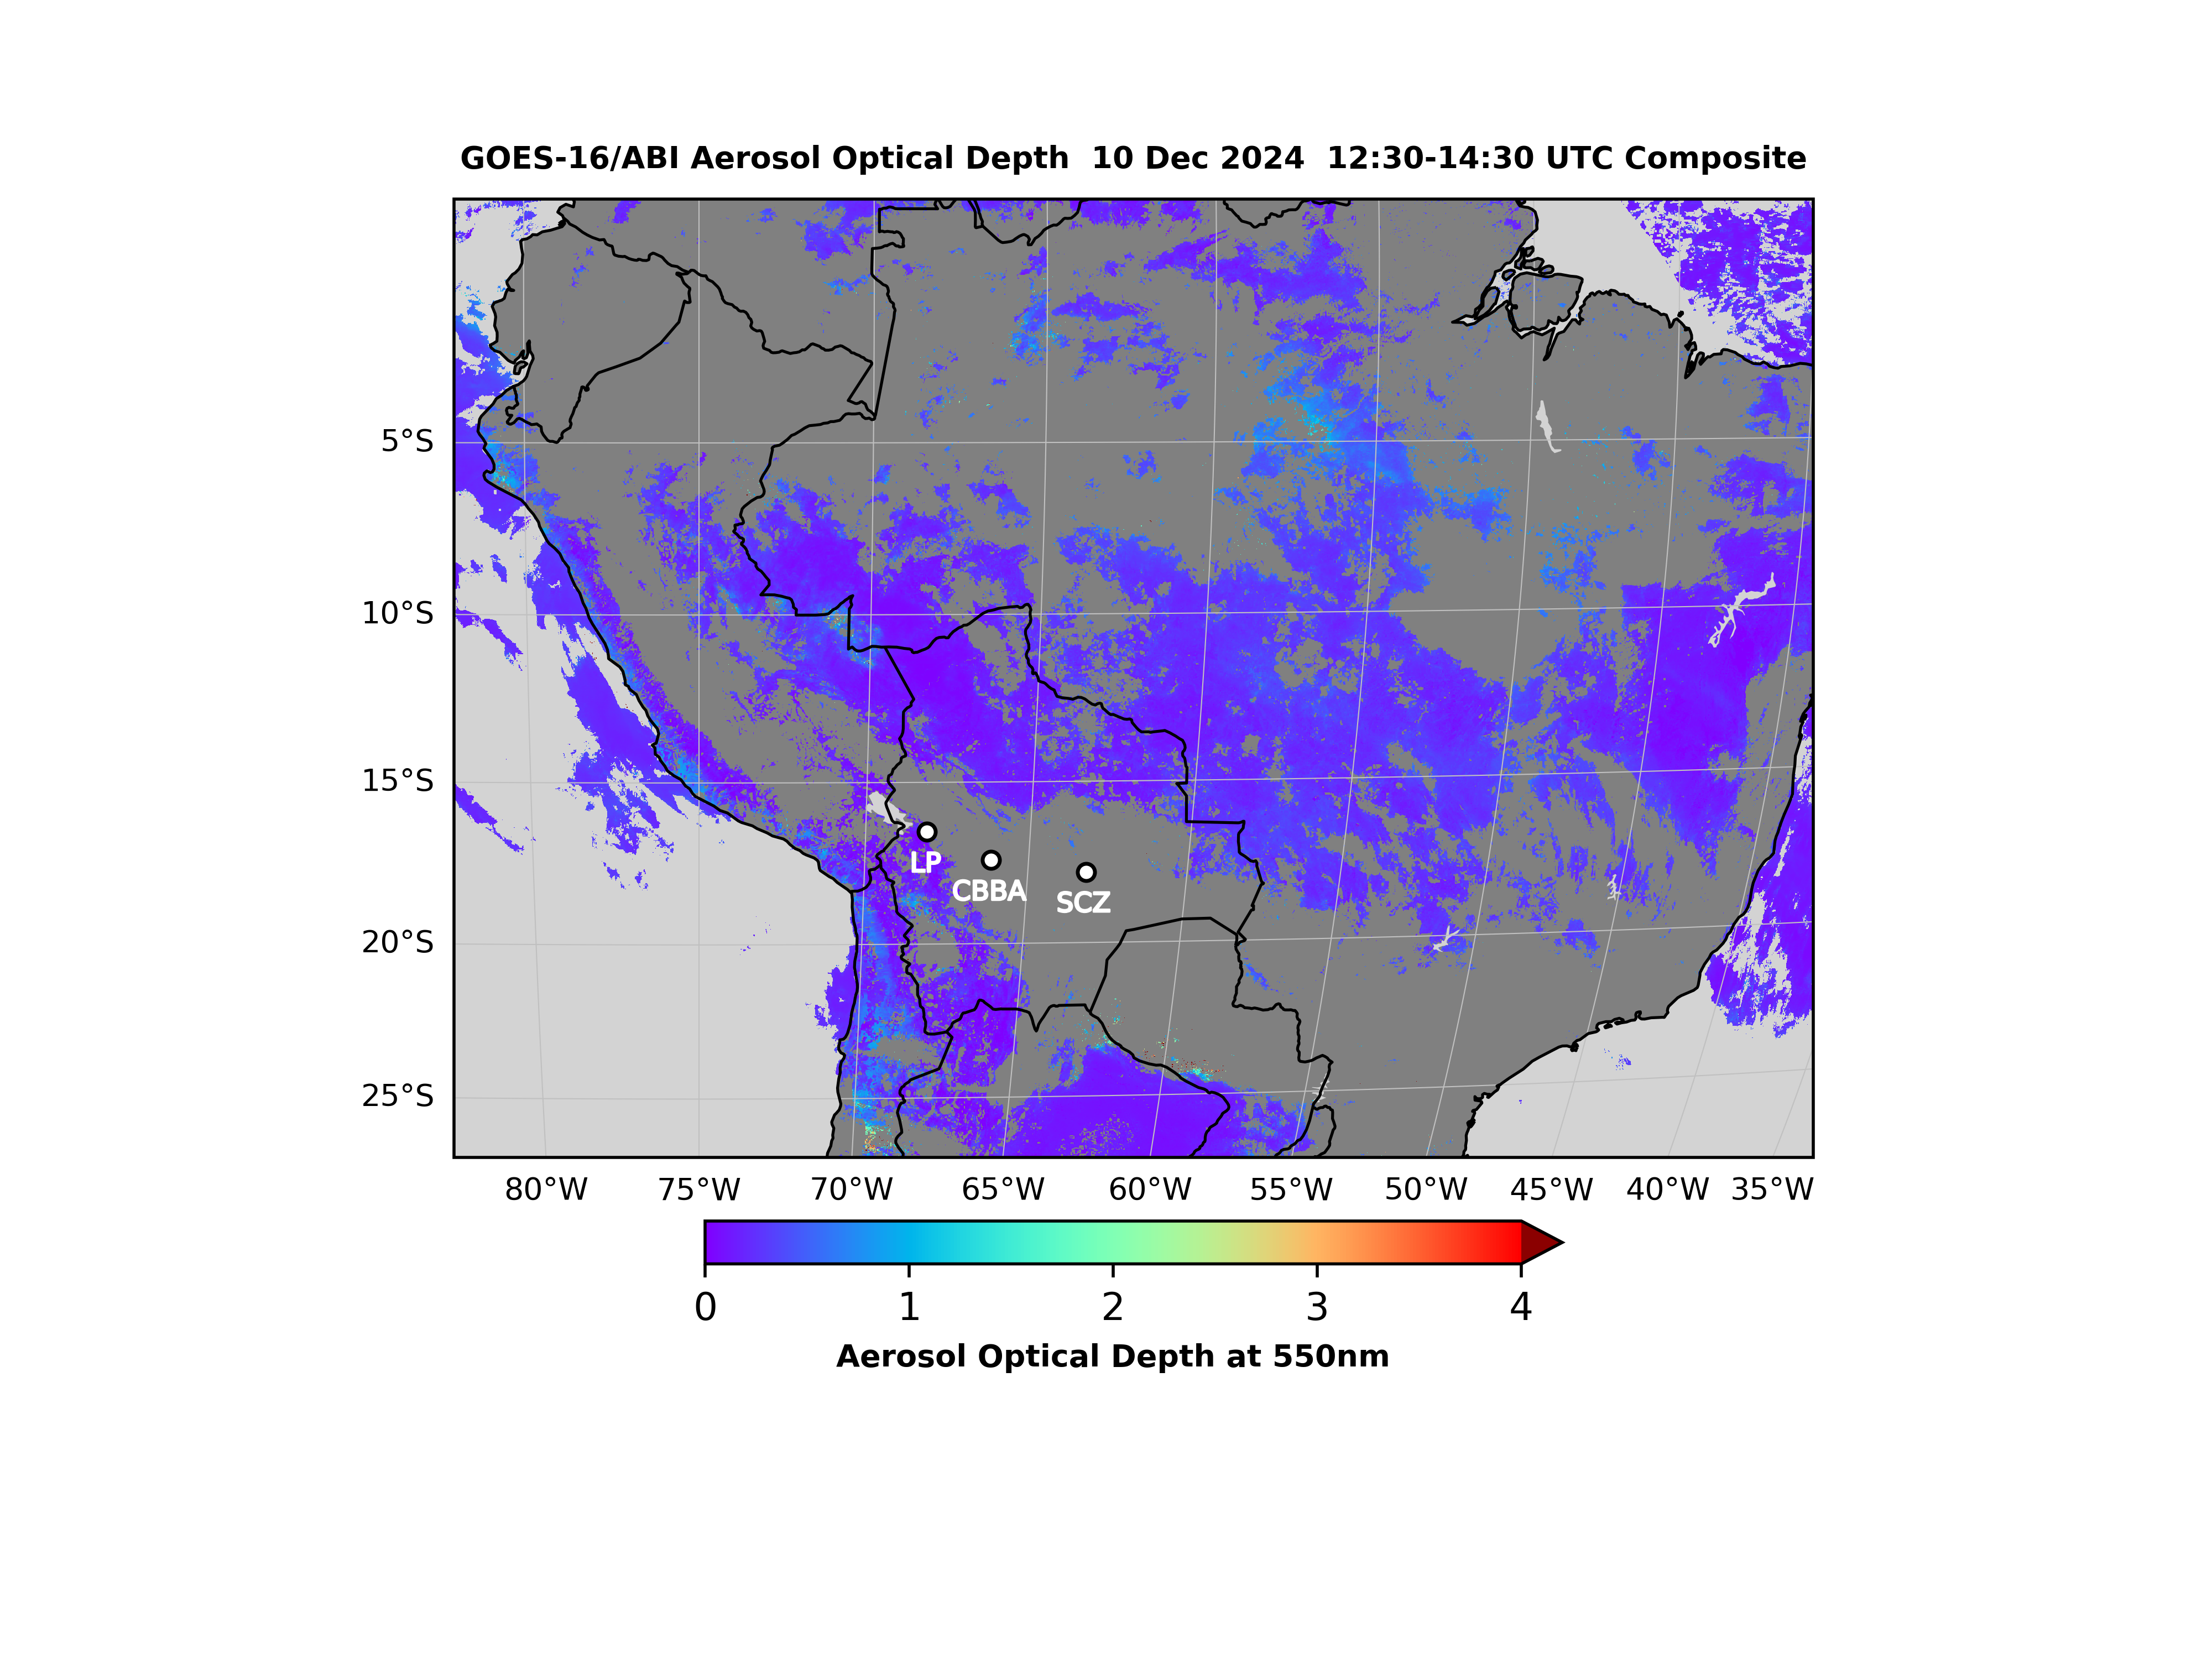 GOES-16/ABI Aerosol Optical Depth  10 Dec 2024  12:30-14:30 UTC Composite
5°S
10°S
15°S
LP
CBBA
SCZ
20°S
25°S
80°W 75°W 70°W 65°W 60°W 55°W 50°W 45°W 40°W 35°W
0 1 2 3 4
Aerosol Optical Depth at 550nm